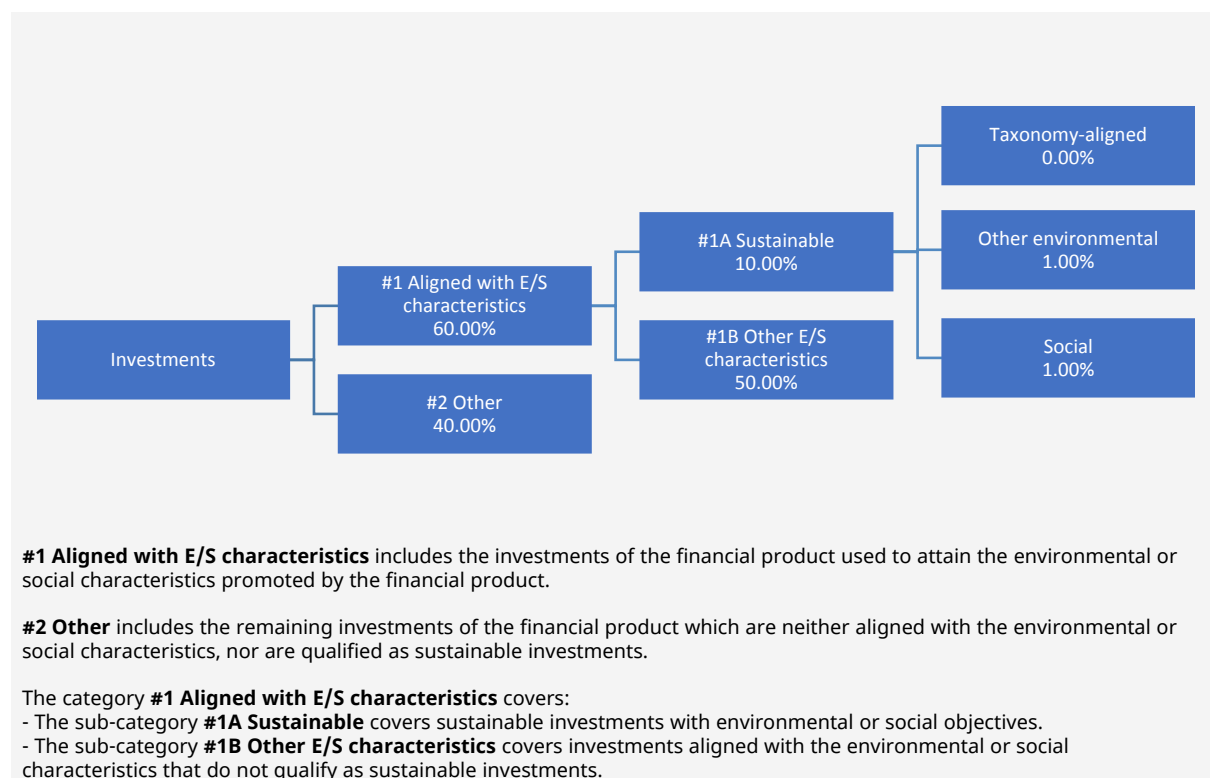 Investments
#1 Aligned with E/S
characteristics
60.00%
#2 Other
40.00%
#1A Sustainable
10.00%
#1B Other E/S
characteristics
50.00%
Taxonomy-aligned
0.00%
Other environmental
1.00%
Social
1.00%
#1 Aligned with E/S characteristics includes the investments of the financial product used to attain the environmental or
social characteristics promoted by the financial product.
#2 Other includes the remaining investments of the financial product which are neither aligned with the environmental or
social characteristics, nor are qualified as sustainable investments.
The category #1 Aligned with E/S characteristics covers:
- The sub-category #1A Sustainable covers sustainable investments with environmental or social objectives.
- The sub-category #1B Other E/S characteristics covers investments aligned with the environmental or social
characteristics that do not qualify as sustainable investments.